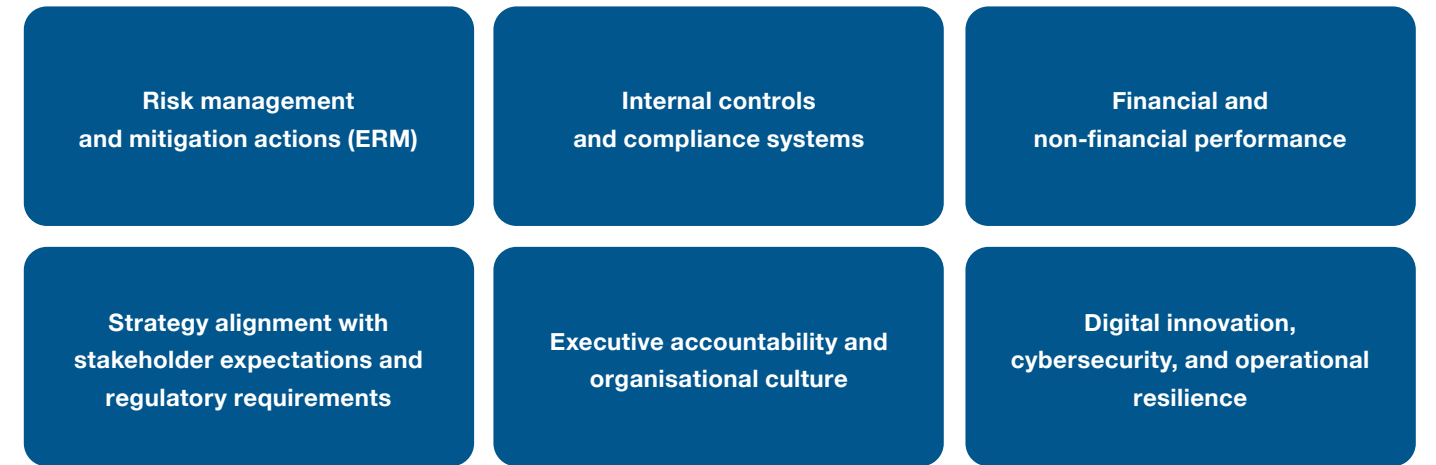 Risk management
and mitigation actions (ERM)
Internal controls
and compliance systems
Financial and
non-financial performance
Strategy alignment with
stakeholder expectations and
regulatory requirements
Executive accountability and
organisational culture
Digital innovation,
cybersecurity, and operational
resilience